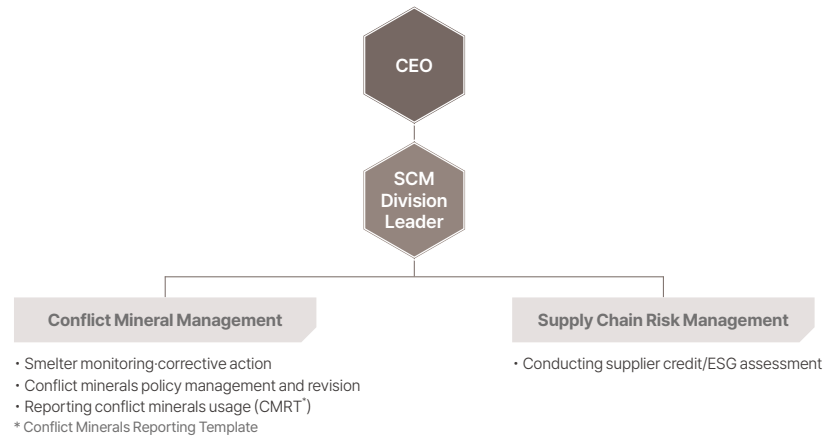 CEO
SCM
Division
Leader
Conflict Mineral Management
• Smelter monitoring·corrective action
• Conflict minerals policy management and revision
• Reporting conflict minerals usage (CMRT*)
* Conflict Minerals Reporting Template
Supply Chain Risk Management
• Conducting supplier credit/ESG assessment